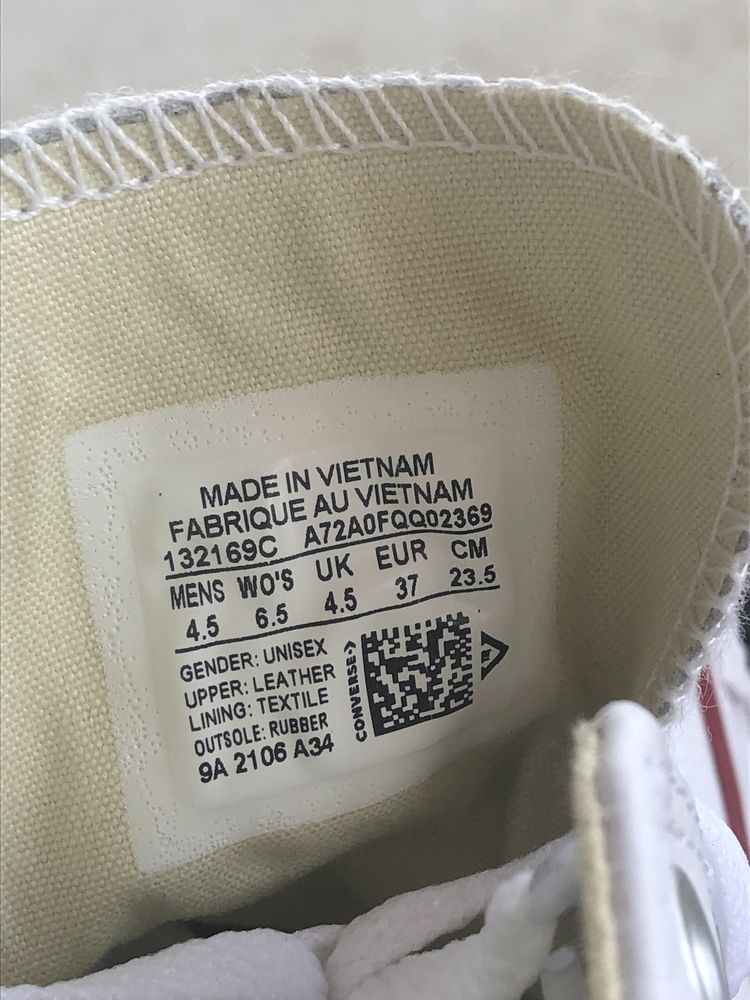 MADE IN VIETNAM
FABRIQUE AU VIETNAM
132169C A72A0FQQ02369
MENS WO'S UK EUR CM
4.5 6.5 4.5 37 23.5
GENDER: UNISEX
UPPER: LEATHER
LINING: TEXTILE
OUTSOLE: RUBBER
9A 2106 A34
CONVERSE->
F